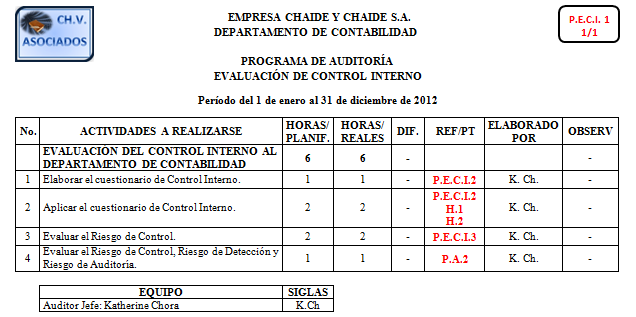 CH.V.
ASOCIADOS
EMPRESA CHAIDE Y CHAIDE S.A.
DEPARTAMENTO DE CONTABILIDAD
P.E.C.I. 1
1/1
PROGRAMA DE AUDITORÍA
EVALUACIÓN DE CONTROL INTERNO
Período del 1 de enero al 31 de diciembre de 2012
No. ACTIVIDADES A REALIZARSE HORAS/ PLANIF. HORAS/ REALES DIF. REF/PT ELABORADO POR OBSERV
EVALUACIÓN DEL CONTROL INTERNO AL DEPARTAMENTO DE CONTABILIDAD 6 6 - -
1 Elaborar el cuestionario de Control Interno. 1 1 - P.E.C.I.2 K. Ch. -
2 Aplicar el cuestionario de Control Interno. 2 2 - P.E.C.I.2 H.1 H.2 K. Ch. -
3 Evaluar el Riesgo de Control. 2 2 - P.E.C.I.3 K. Ch. -
4 Evaluar el Riesgo de Control, Riesgo de Detección y Riesgo de Auditoría. 1 1 - P.A.2 K. Ch. -
EQUIPO SIGLAS
Auditor Jefe: Katherine Chora K.Ch